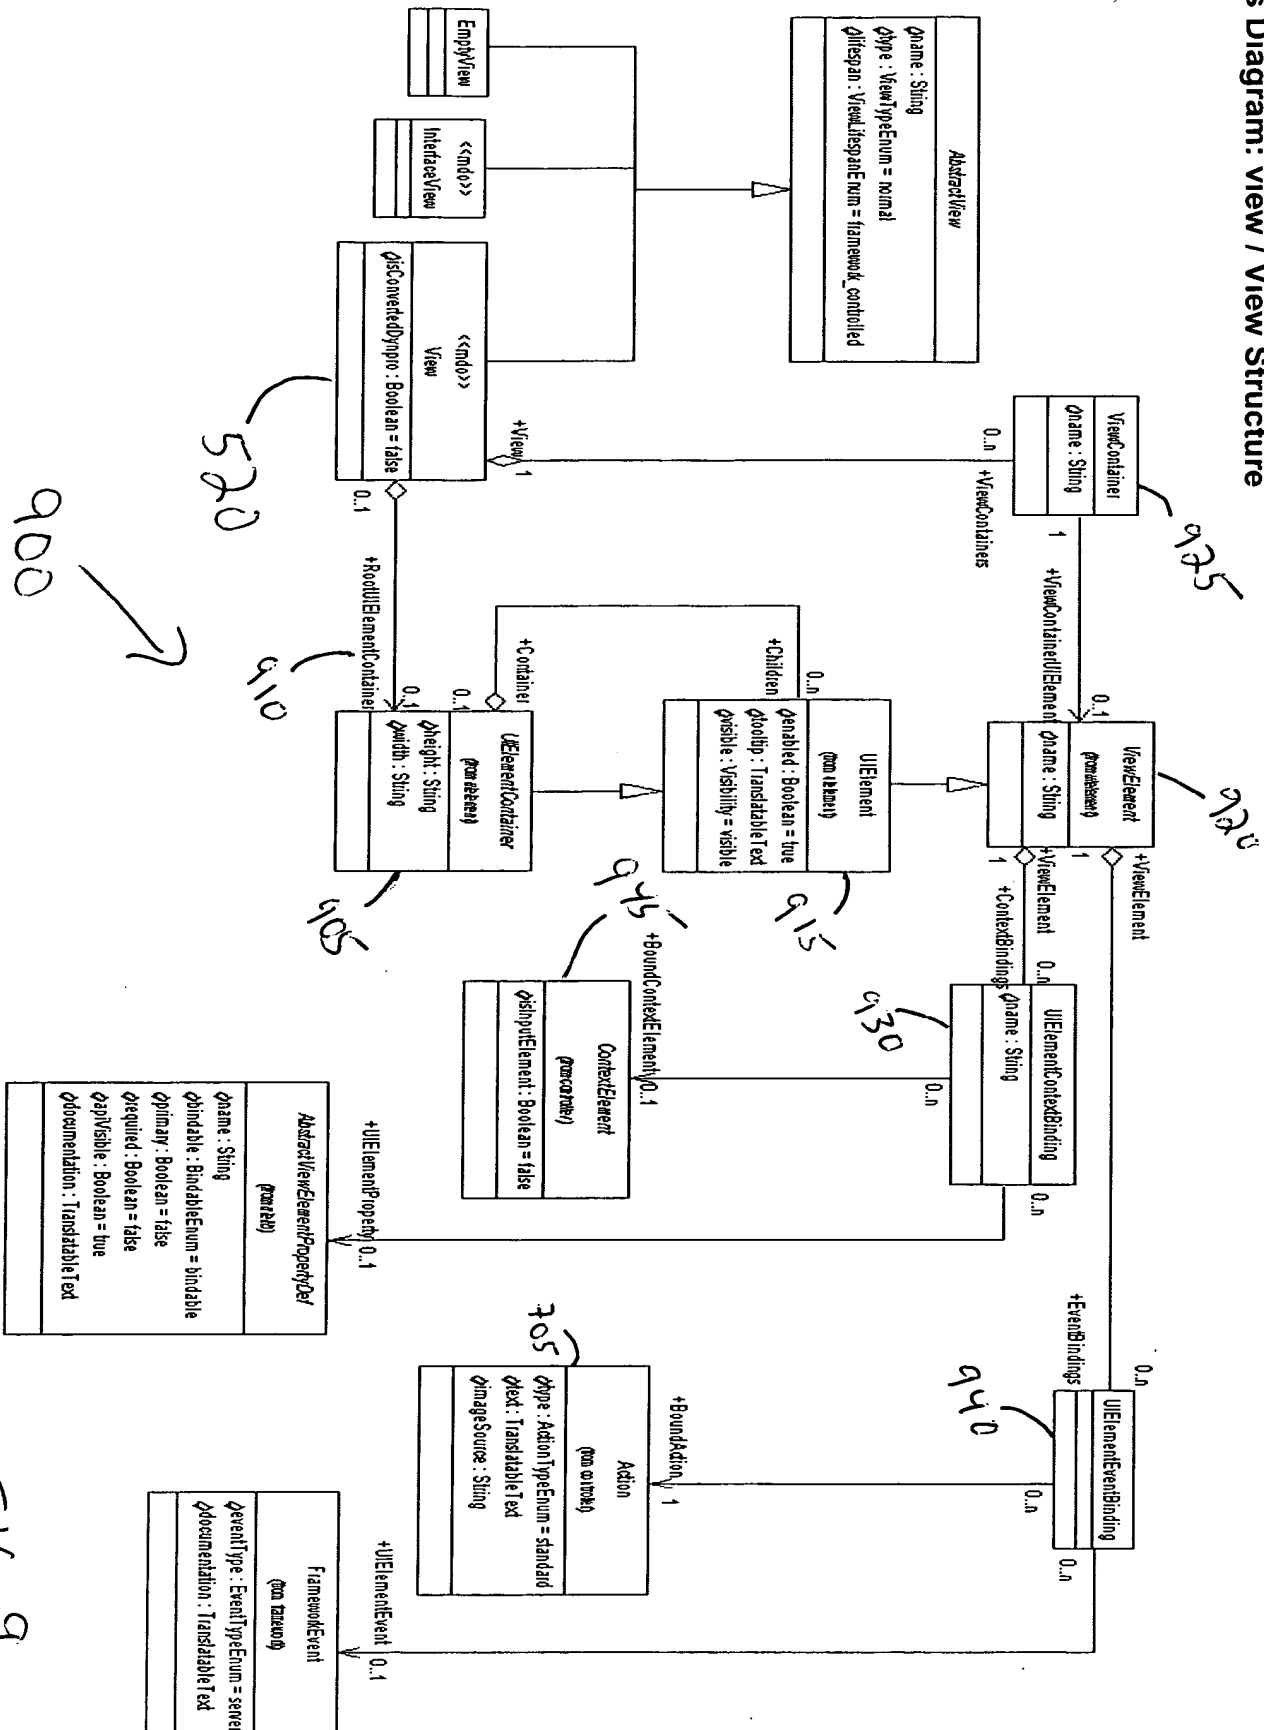 s Diagram: view / View Structure
AbstractView
name : String
type : ViewTypeEnum = normal
lifespan : ViewLifespanEnum = framework_controlled
EmptyView
<<mdo>>
InterfaceView
<<mdo>>
View
isConvertedDynpro : Boolean = false
520
+View
1
0..n
+ViewContainers
ViewContainer
name : String
925
1
+ViewContainerUIElement
0..1
ViewElement
name : String
920
0..1
+RootUIElementContainer
0..1
910
UIElementContainer
height : String
width : String
905
+Container
0..1
+Children
0..n
UIElement
enabled : Boolean = true
tooltip : TranslatableText
visible : Visibility = visible
915
+ViewElement
1
+ViewElement
1
+ContextBindings
0..n
UIElementContextBinding
name : String
930
0..n
+BoundContextElement
0..1
ContextElement
(from controller)
isInputElement : Boolean = false
945
0..n
+UIElementProperty
0..1
AbstractViewElementPropertyDef
name : String
bindable : BindableEnum = bindable
primary : Boolean = false
required : Boolean = false
apiVisible : Boolean = true
documentation : TranslatableText
+EventBindings
0..n
UIElementEventBinding
940
0..n
+BoundAction
1
Action
(from controller)
type : ActionTypeEnum = standard
text : TranslatableText
imageSource : String
705
0..n
+UIElementEvent
0..1
FrameworkEvent
eventType : EventTypeEnum = server
documentation : TranslatableText
900
9